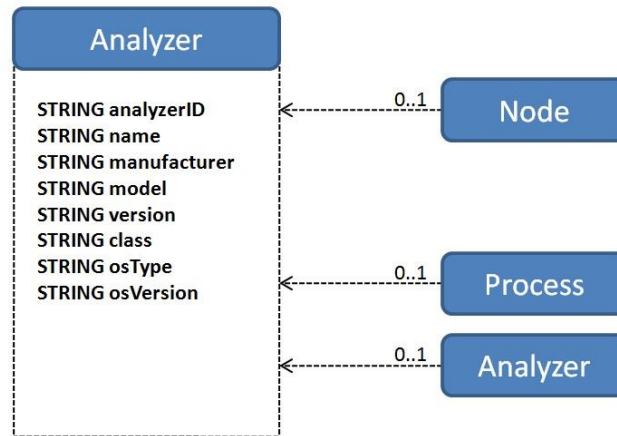 Analyzer
STRING analyzerID
STRING name
STRING manufacturer
STRING model
STRING version
STRING class
STRING osType
STRING osVersion
0..1
Node
0..1
Process
0..1
Analyzer